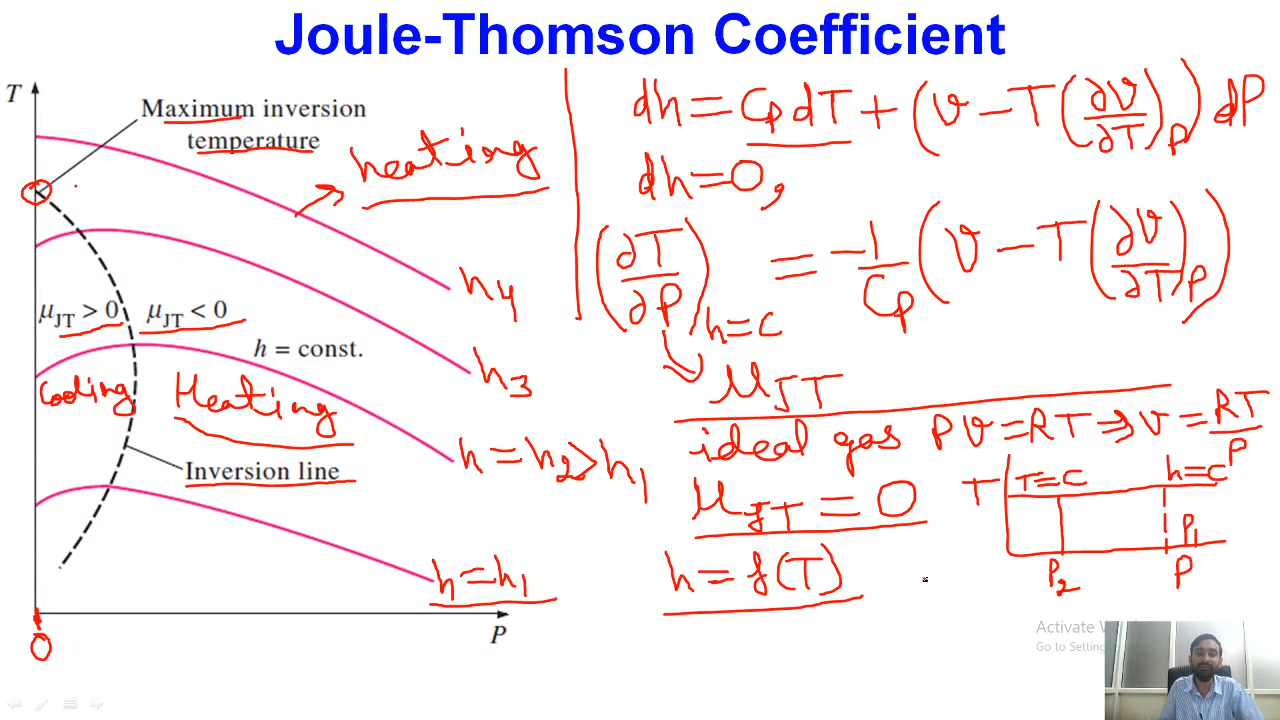 Joule-Thomson Coefficient
T
Maximum inversion
temperature
heating
h4
μJT > 0
μJT < 0
h = const.
h3
Cooling
Heating
h = h2 > h1
Inversion line
h = h1
P
0
dh = CP dT + (v − T(∂v/∂T)P) dP
dh = 0,
(∂T/∂P)h=c = −1/CP (v − T(∂v/∂T)P)
μJT
ideal gas Pv = RT ⇒ v = RT/P
μJT = 0
h = f(T)
T
T = C
h = C
P1
P2
P
Activate W
Go to Setting